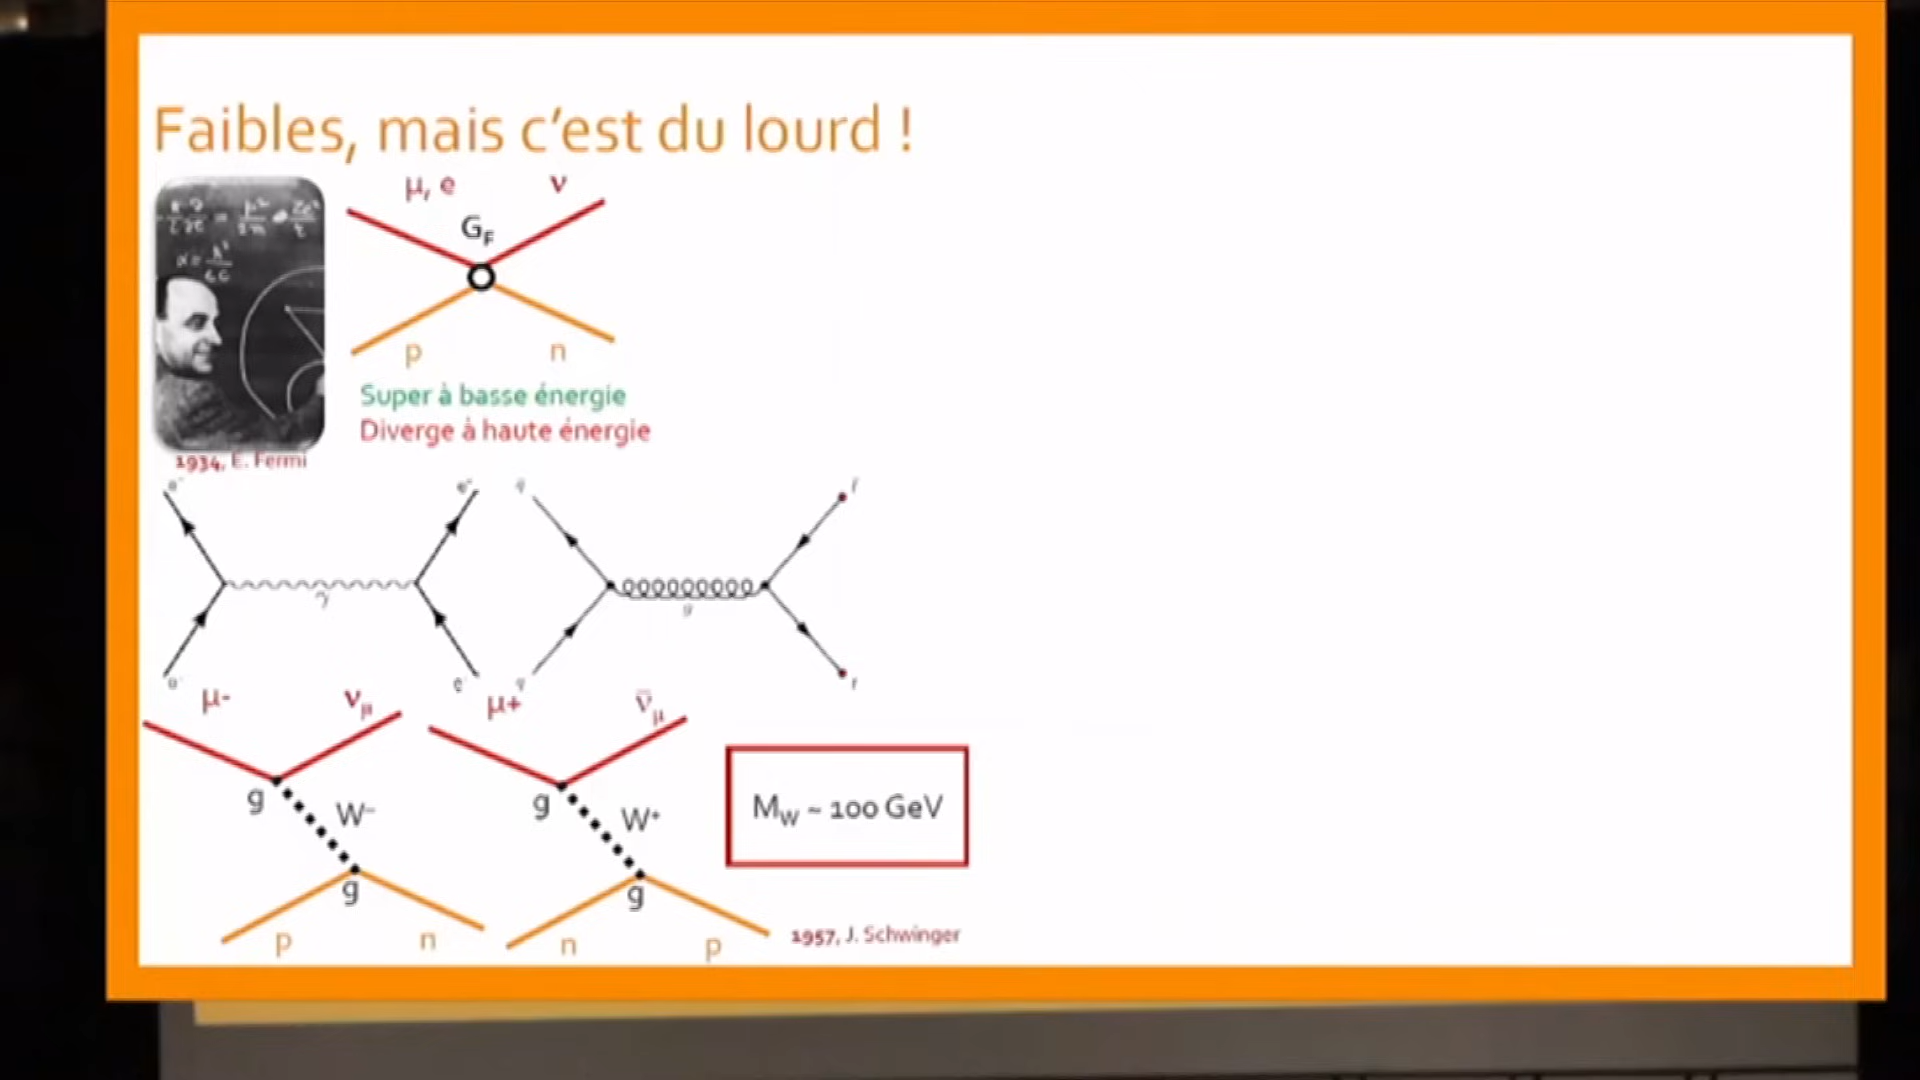 Faibles, mais c'est du lourd !
μ, e ν
G_F
p n
Super à basse énergie
Diverge à haute énergie
1934, E. Fermi
γ
g
μ- ν_μ μ+ ν̄_μ
g W⁻ g W⁺
M_W ~ 100 GeV
g g
p n n p
1957, J. Schwinger